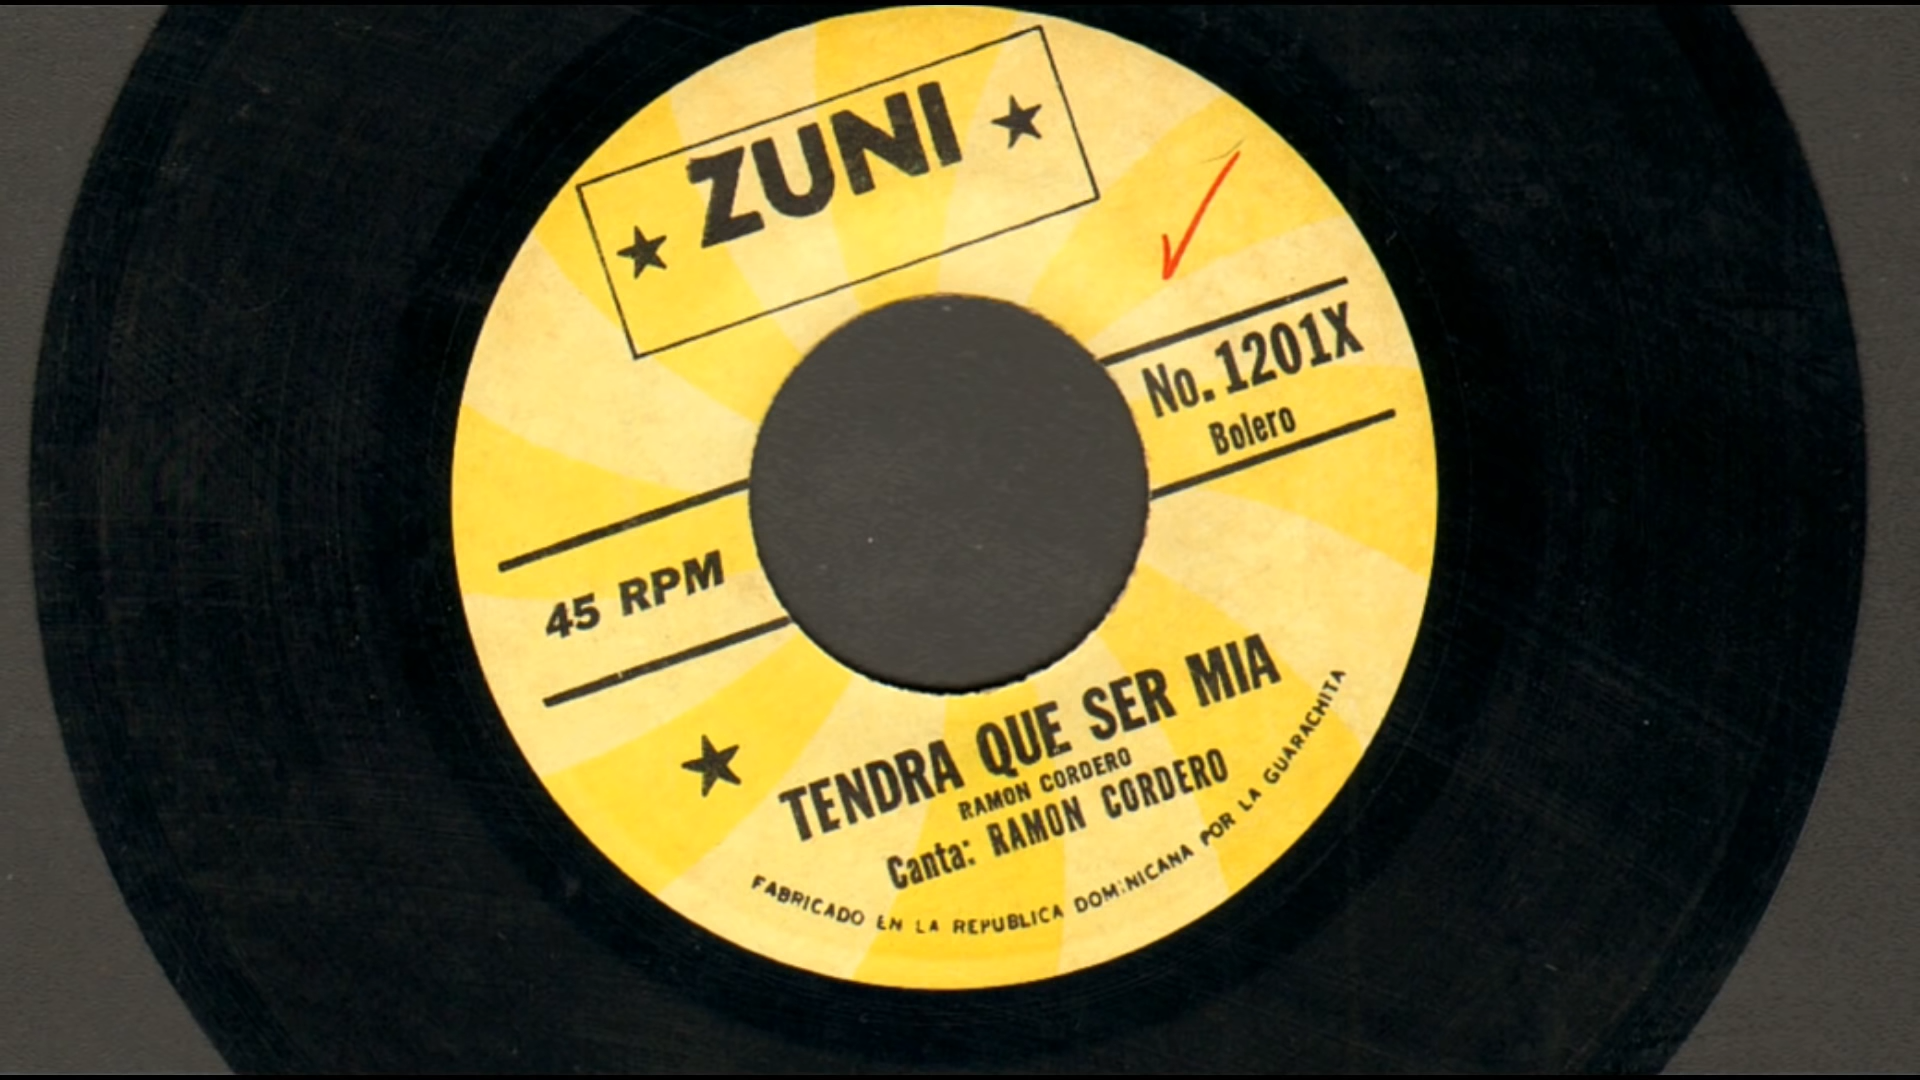 ZUNI
No. 1201X
Bolero
45 RPM
TENDRA QUE SER MIA
RAMON CORDERO
Canta: RAMON CORDERO
FABRICADO EN LA REPUBLICA DOMINICANA POR LA GUARACHITA